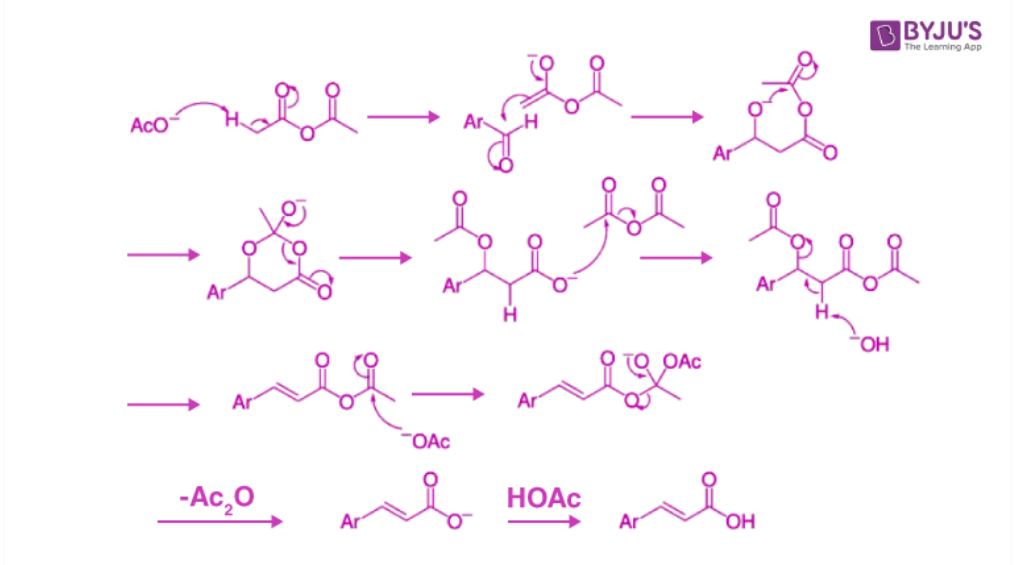 BYJU'S
The Learning App
AcO⁻ H O O O
⁻O O O Ar H O
O O⁻ O O Ar
O⁻ O O O Ar
O O O O⁻ Ar H
O O O
O O O O O Ar H ⁻OH
O O O Ar ⁻OAc
O ⁻O OAc O Ar
-Ac₂O
O O⁻ Ar
HOAc
O OH Ar